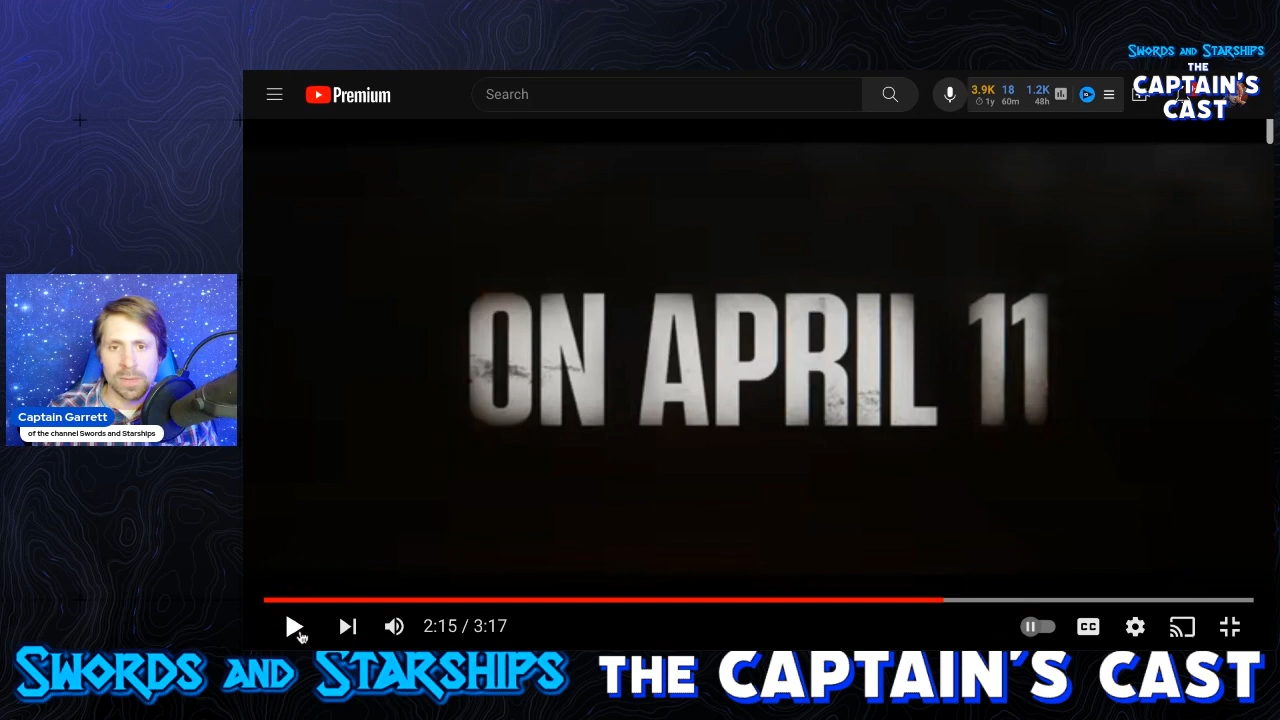 Swords and Starships
THE
CAPTAIN'S
CAST
Premium
Search
3.9K 18 1.2K
1y 60m 48h
ON APRIL 11
Captain Garrett
of the channel Swords and Starships
2:15 / 3:17
CC
Swords and Starships THE CAPTAIN'S CAST